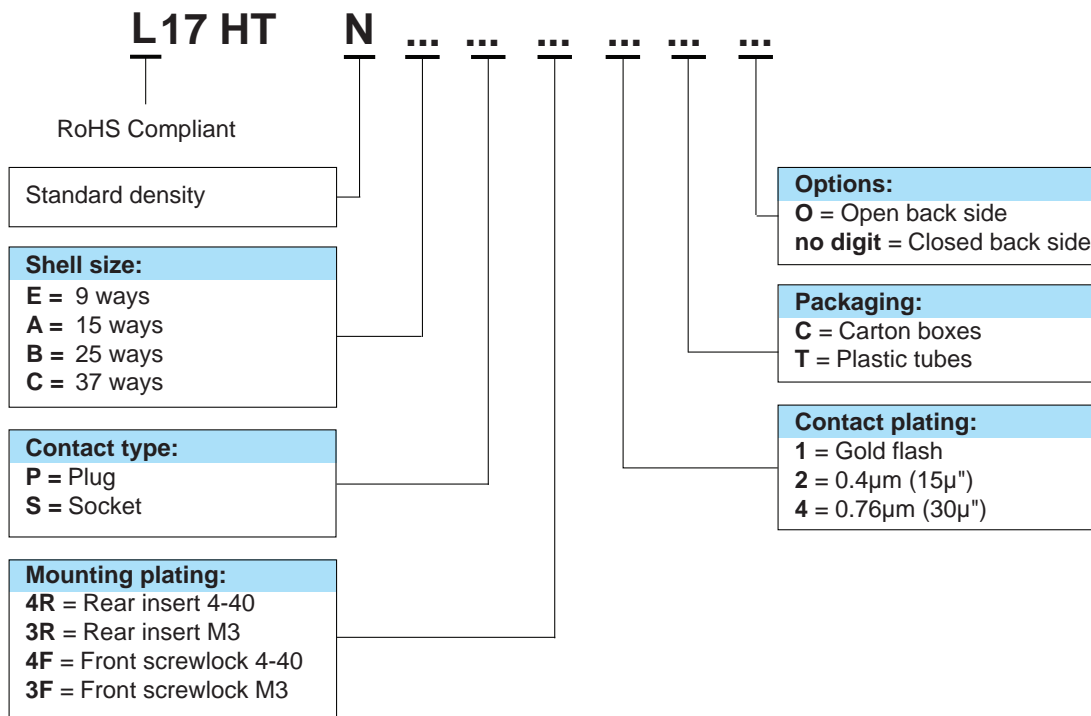 L17 HT N ... ... ... ... ... ...
RoHS Compliant
Standard density
Shell size:
E = 9 ways
A = 15 ways
B = 25 ways
C = 37 ways
Contact type:
P = Plug
S = Socket
Mounting plating:
4R = Rear insert 4-40
3R = Rear insert M3
4F = Front screwlock 4-40
3F = Front screwlock M3
Options:
O = Open back side
no digit = Closed back side
Packaging:
C = Carton boxes
T = Plastic tubes
Contact plating:
1 = Gold flash
2 = 0.4µm (15µ")
4 = 0.76µm (30µ")